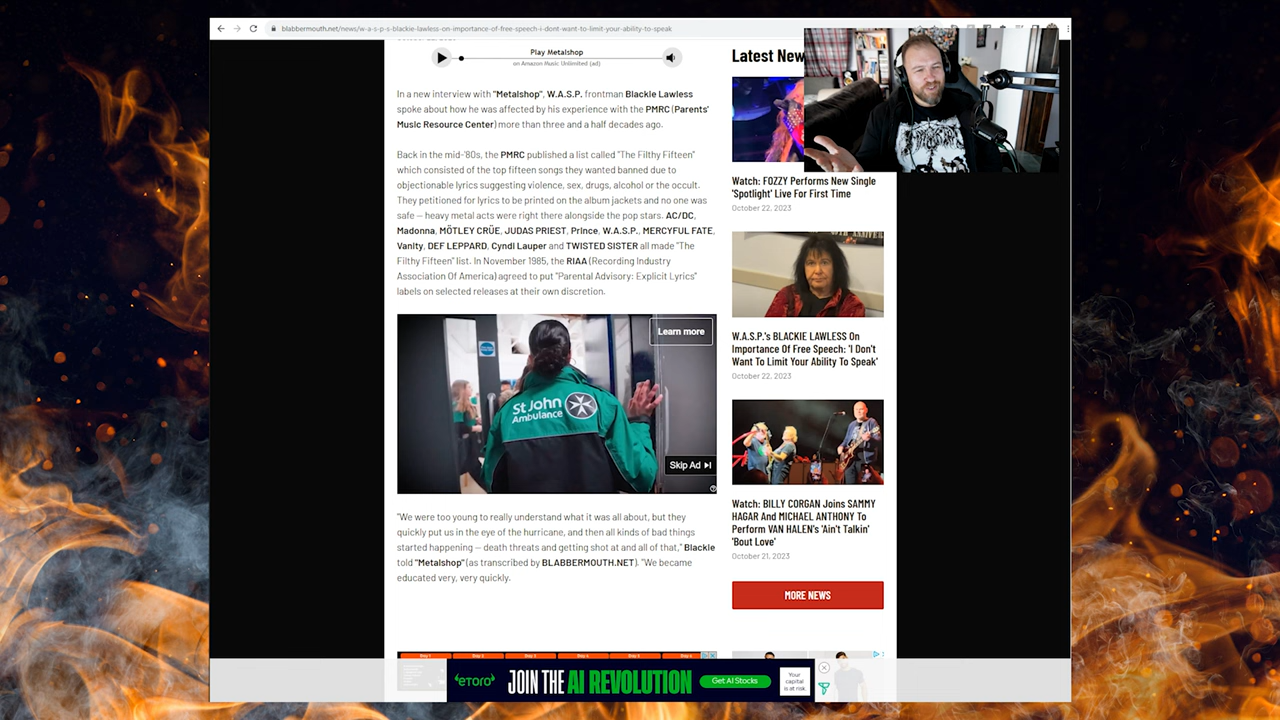 blabbermouth.net/news/w-a-s-p-s-blackie-lawless-on-importance-of-free-speech-i-dont-want-to-limit-your-ability-to-speak
Play Metalshop
on Amazon Music Unlimited (ad)
In a new interview with "Metalshop", W.A.S.P. frontman Blackie Lawless
spoke about how he was affected by his experience with the PMRC (Parents'
Music Resource Center) more than three and a half decades ago.
Back in the mid-'80s, the PMRC published a list called "The Filthy Fifteen"
which consisted of the top fifteen songs they wanted banned due to
objectionable lyrics suggesting violence, sex, drugs, alcohol or the occult.
They petitioned for lyrics to be printed on the album jackets and no one was
safe — heavy metal acts were right there alongside the pop stars. AC/DC,
Madonna, MÖTLEY CRÜE, JUDAS PRIEST, Prince, W.A.S.P., MERCYFUL FATE,
Vanity, DEF LEPPARD, Cyndi Lauper and TWISTED SISTER all made "The
Filthy Fifteen" list. In November 1985, the RIAA (Recording Industry
Association Of America) agreed to put "Parental Advisory: Explicit Lyrics"
labels on selected releases at their own discretion.
Learn more
St John
Ambulance
Skip Ad
"We were too young to really understand what it was all about, but they
quickly put us in the eye of the hurricane, and then all kinds of bad things
started happening — death threats and getting shot at and all of that," Blackie
told "Metalshop" (as transcribed by BLABBERMOUTH.NET). "We became
educated very, very quickly.
Latest New
Watch: FOZZY Performs New Single
'Spotlight' Live For First Time
October 22, 2023
W.A.S.P.'s BLACKIE LAWLESS On
Importance Of Free Speech: 'I Don't
Want To Limit Your Ability To Speak'
October 22, 2023
Watch: BILLY CORGAN Joins SAMMY
HAGAR And MICHAEL ANTHONY To
Perform VAN HALEN's 'Ain't Talkin'
'Bout Love'
October 21, 2023
MORE NEWS
eToro
JOIN THE AI REVOLUTION
Get AI Stocks
Your
capital
is at risk.